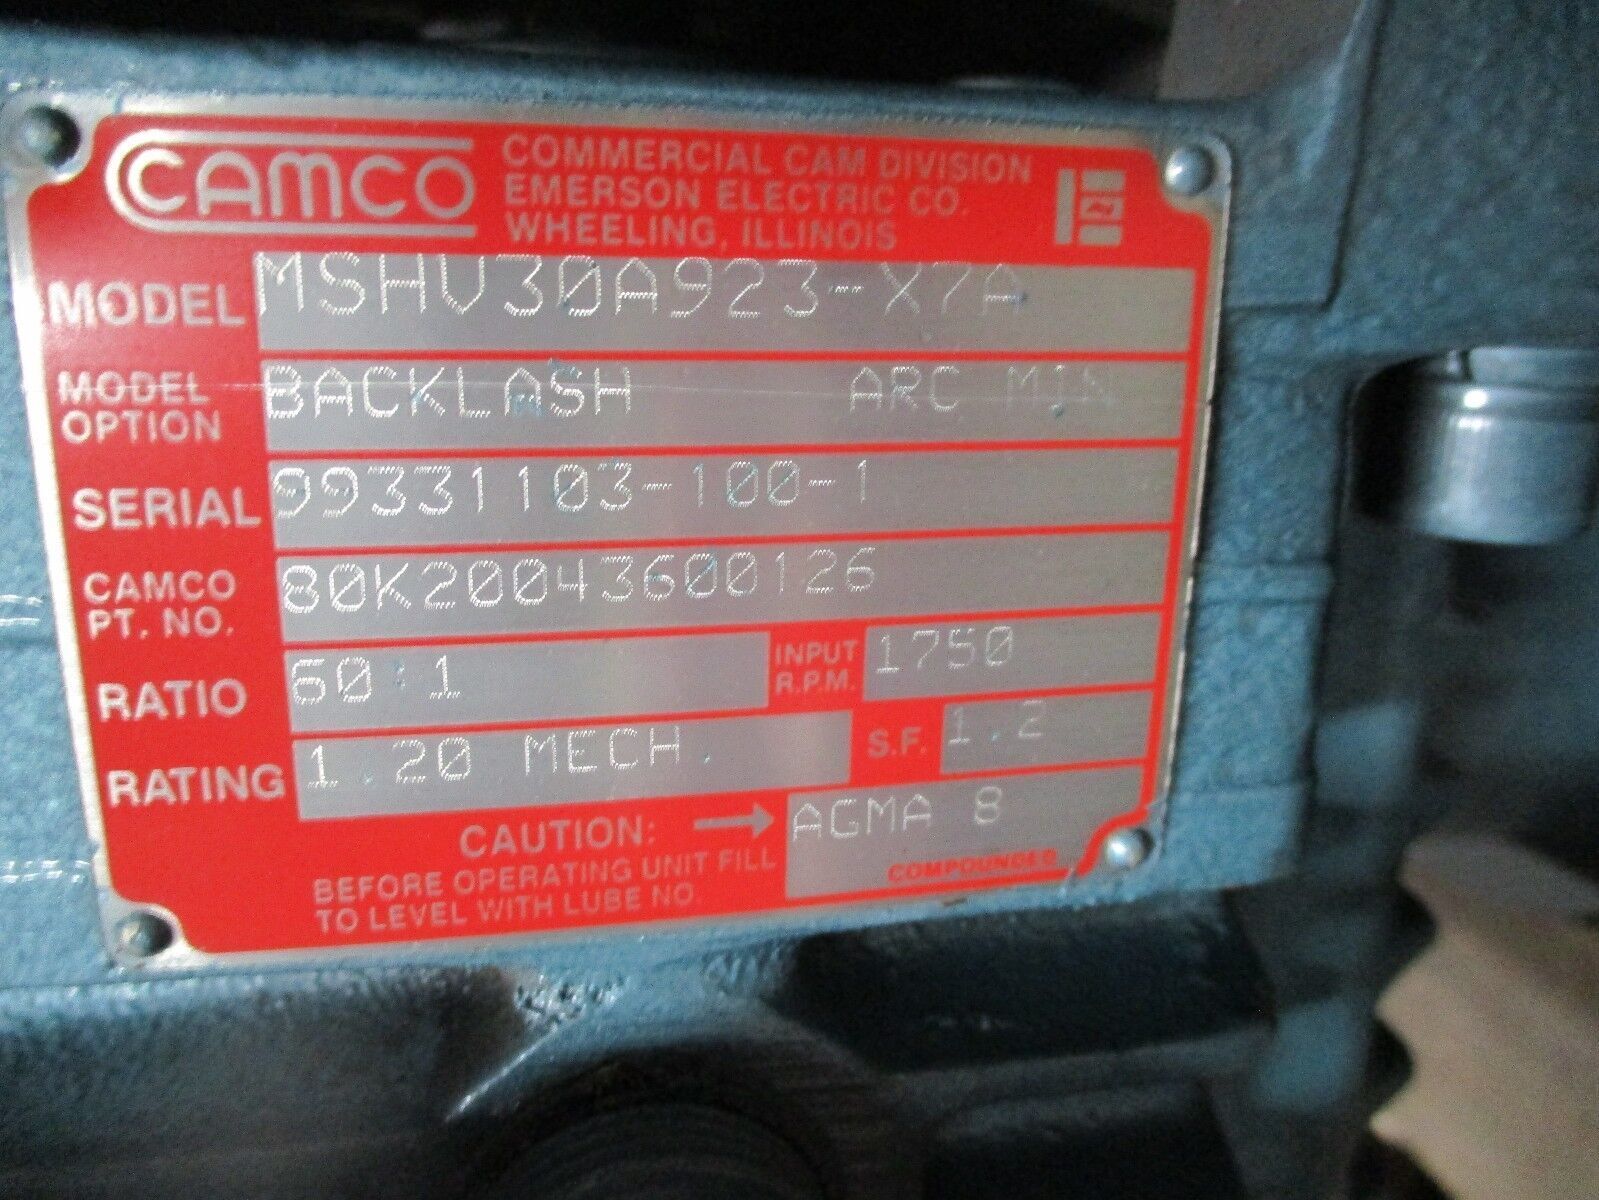 CAMCO
COMMERCIAL CAM DIVISION
EMERSON ELECTRIC CO.
WHEELING, ILLINOIS
MODEL MSHV30A923-X7A
MODEL OPTION BACKLASH ARC MIN
SERIAL 99331103-100-1
CAMCO PT. NO. 80K20043600126
RATIO 60:1 INPUT R.P.M. 1750
RATING 1.20 MECH. S.F. 1.2
CAUTION: → AGMA 8
BEFORE OPERATING UNIT FILL
TO LEVEL WITH LUBE NO.
COMPOUNDED